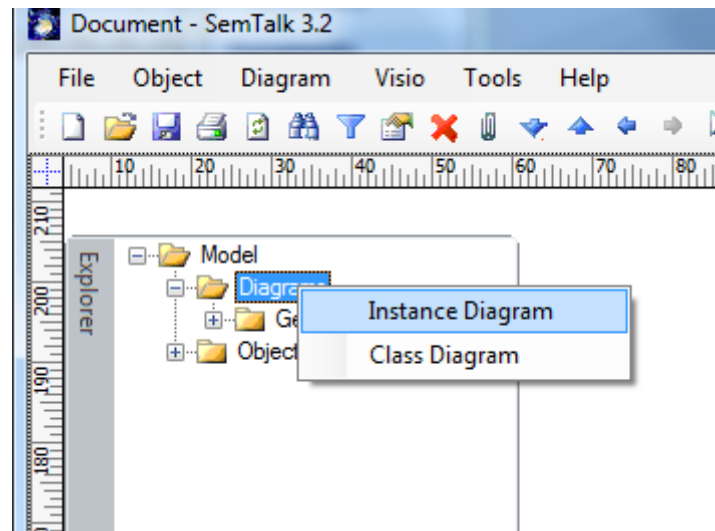 Document - SemTalk 3.2
File Object Diagram Visio Tools Help
10 20 30 40 50 60 70 80
210
200
190
180
Explorer
Model
Diagrams
Instance Diagram
Class Diagram